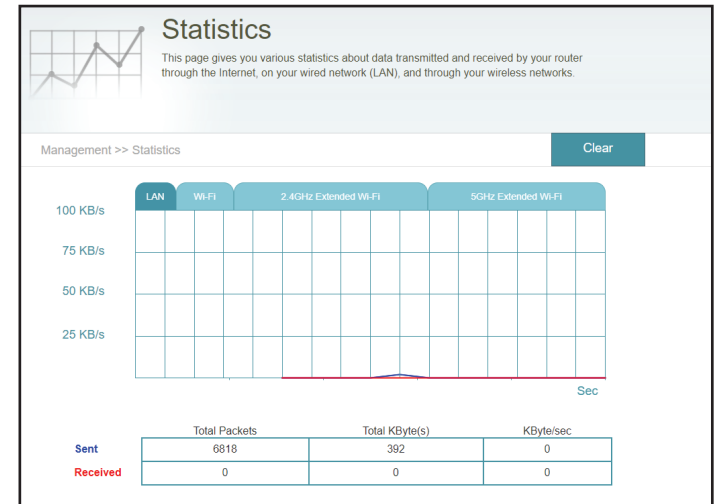 Statistics
This page gives you various statistics about data transmitted and received by your router
through the Internet, on your wired network (LAN), and through your wireless networks.
Management >> Statistics
Clear
LAN Wi-Fi 2.4GHz Extended Wi-Fi 5GHz Extended Wi-Fi
100 KB/s
75 KB/s
50 KB/s
25 KB/s
Sec
Total Packets Total KByte(s) KByte/sec
Sent 6818 392 0
Received 0 0 0